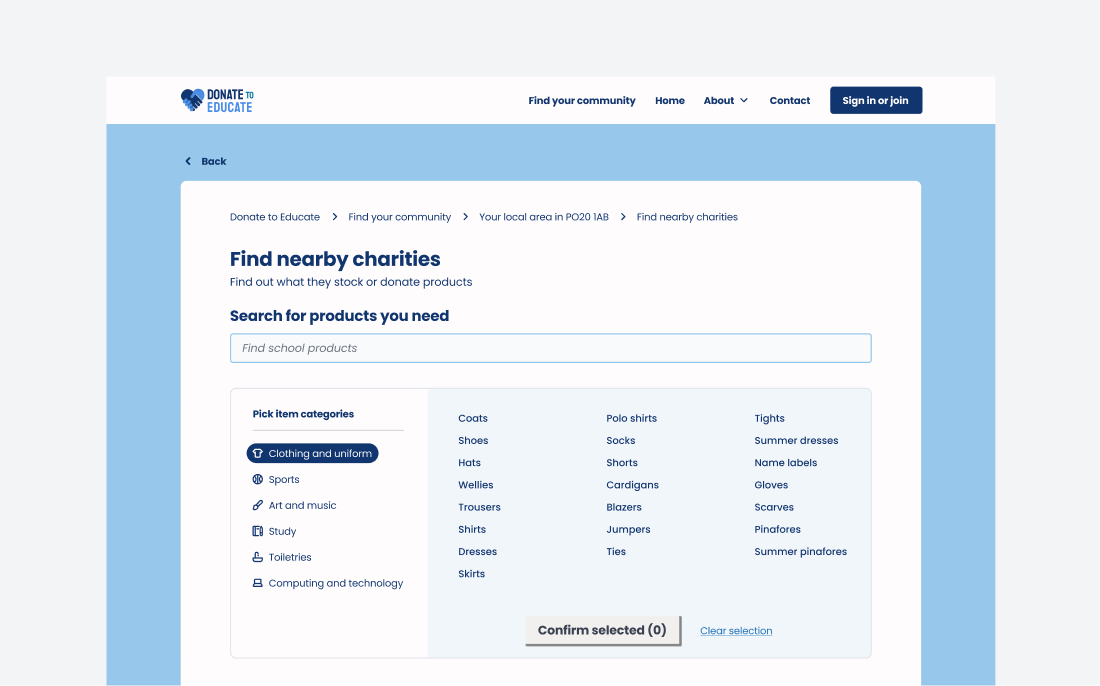 DONATE TO
EDUCATE
Find your community Home About Contact Sign in or join
Back
Donate to Educate Find your community Your local area in PO20 1AB Find nearby charities
Find nearby charities
Find out what they stock or donate products
Search for products you need
Find school products
Pick item categories
Clothing and uniform
Sports
Art and music
Study
Toiletries
Computing and technology
Coats
Shoes
Hats
Wellies
Trousers
Shirts
Dresses
Skirts
Polo shirts
Socks
Shorts
Cardigans
Blazers
Jumpers
Ties
Tights
Summer dresses
Name labels
Gloves
Scarves
Pinafores
Summer pinafores
Confirm selected (0) Clear selection